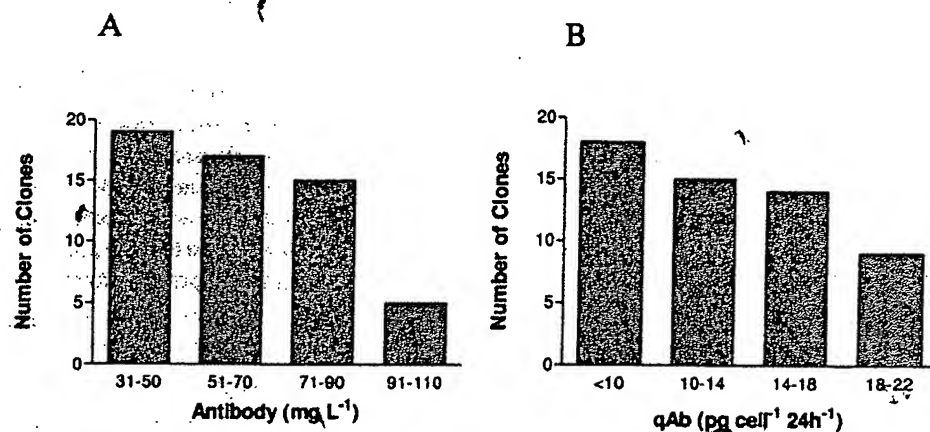 A
B
Number of Clones
20
15
10
5
0
31-50 51-70 71-90 91-110
Antibody (mg L⁻¹)
Number of Clones
20
15
10
5
0
<10 10-14 14-18 18-22
qAb (pg cell⁻¹ 24h⁻¹)